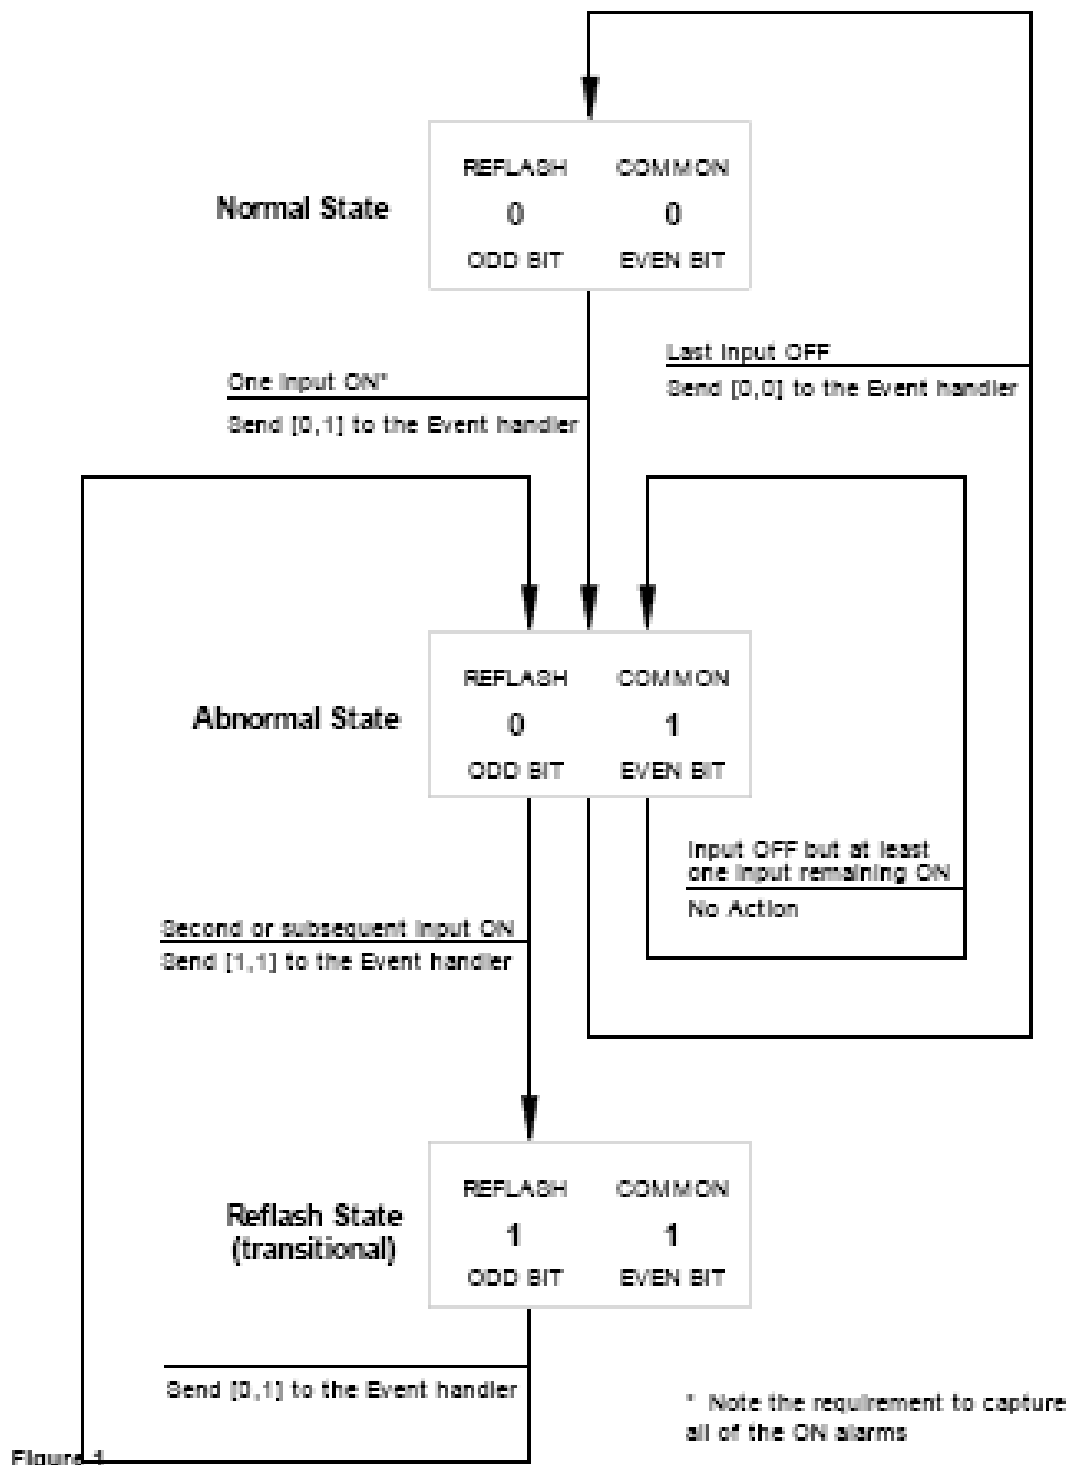 REFLASH COMMON
Normal State
0 0
ODD BIT EVEN BIT
Last Input OFF
Send [0,0] to the Event handler
One Input ON*
Send [0,1] to the Event handler
REFLASH COMMON
Abnormal State
0 1
ODD BIT EVEN BIT
Input OFF but at least
one input remaining ON
No Action
Second or subsequent Input ON
Send [1,1] to the Event handler
REFLASH COMMON
Reflash State
(transitional)
1 1
ODD BIT EVEN BIT
Send [0,1] to the Event handler
* Note the requirement to capture
all of the ON alarms
Figure 1